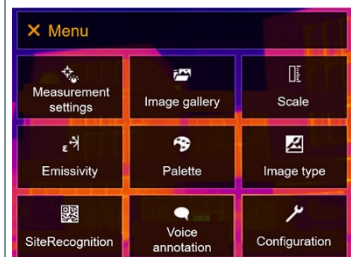 Menu
Measurement
settings
Image gallery
Scale
Emissivity
Palette
Image type
SiteRecognition
Voice
annotation
Configuration